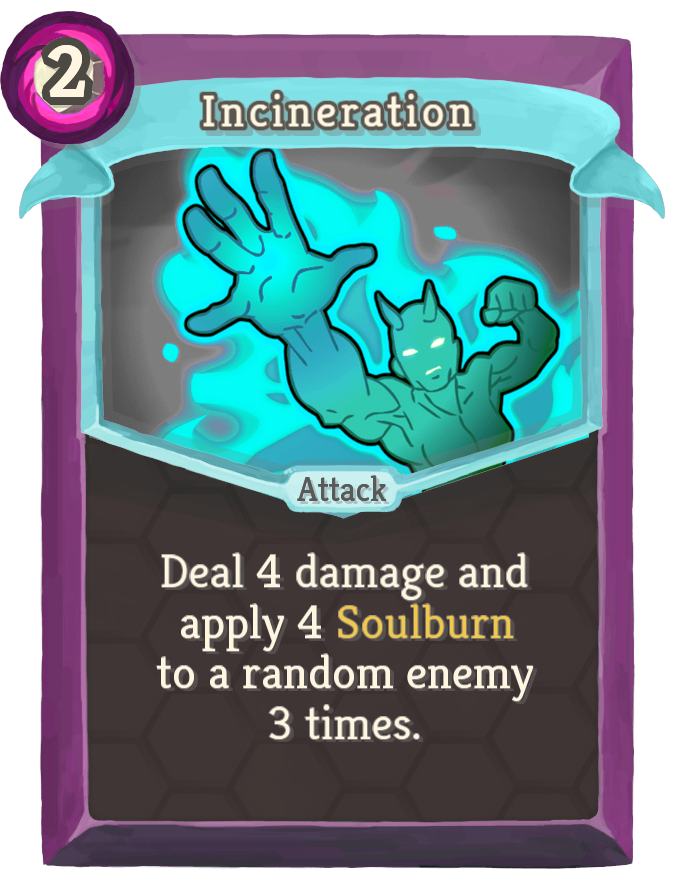 2
Incineration
Attack
Deal 4 damage and
apply 4 Soulburn
to a random enemy
3 times.